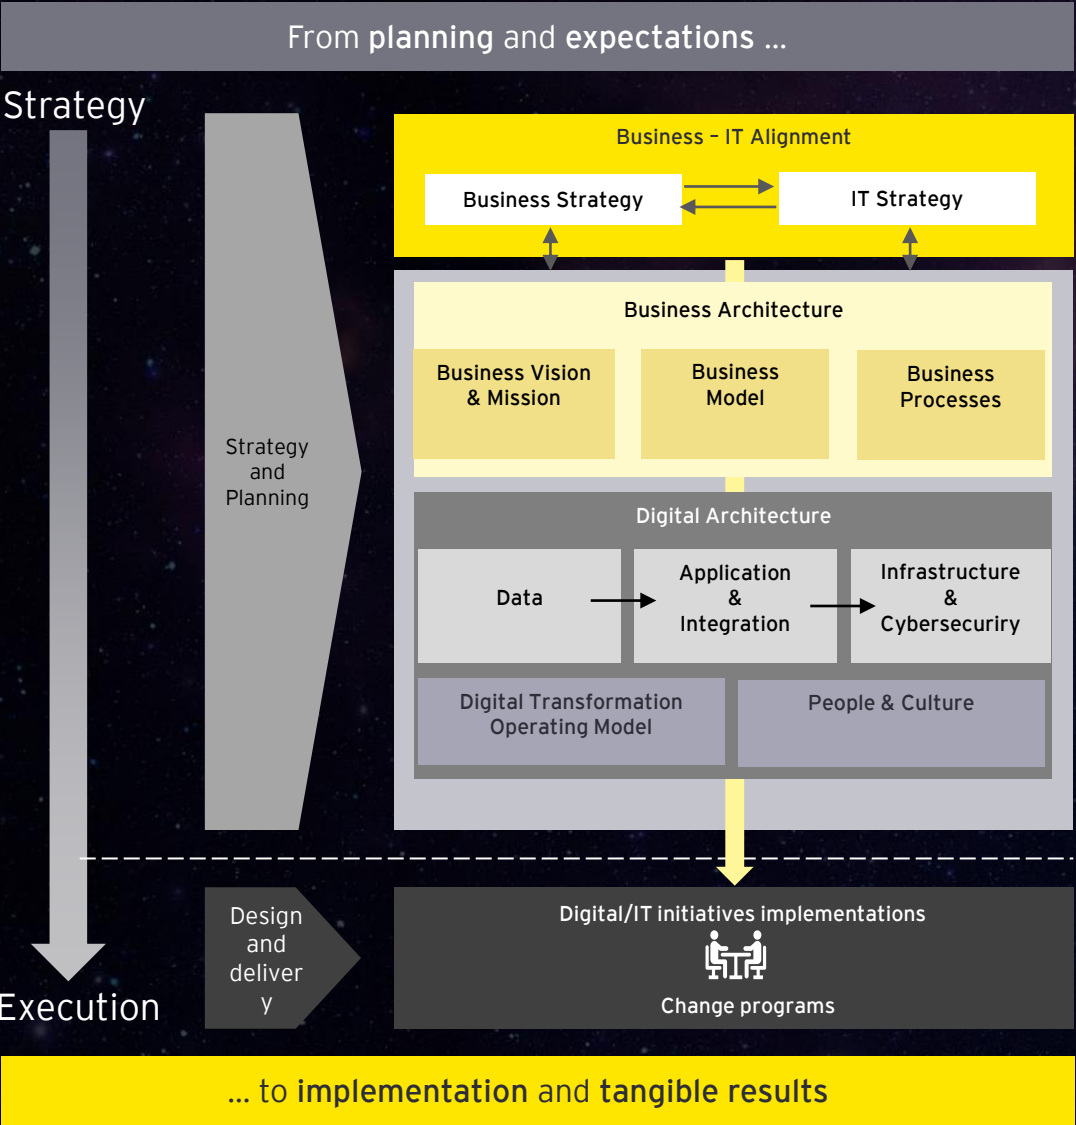 From planning and expectations ...
Strategy
Business – IT Alignment
Business Strategy
IT Strategy
Business Architecture
Business Vision
& Mission
Business
Model
Business
Processes
Strategy
and
Planning
Digital Architecture
Data
Application
&
Integration
Infrastructure
&
Cybersecuriry
Digital Transformation
Operating Model
People & Culture
Design
and
deliver
y
Digital/IT initiatives implementations
Change programs
Execution
... to implementation and tangible results